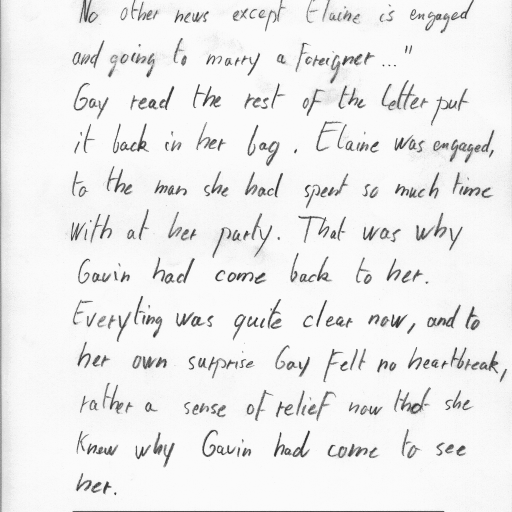 No other news except Elaine is engaged
and going to marry a foreigner..."
Gay read the rest of the letter put
it back in her bag. Elaine was engaged,
to the man she had spent so much time
with at her party. That was why
Gavin had come back to her.
Everyting was quite clear now, and to
her own surprise Gay felt no heartbreak,
rather a sense of relief now that she
knew why Gavin had come to see
her.